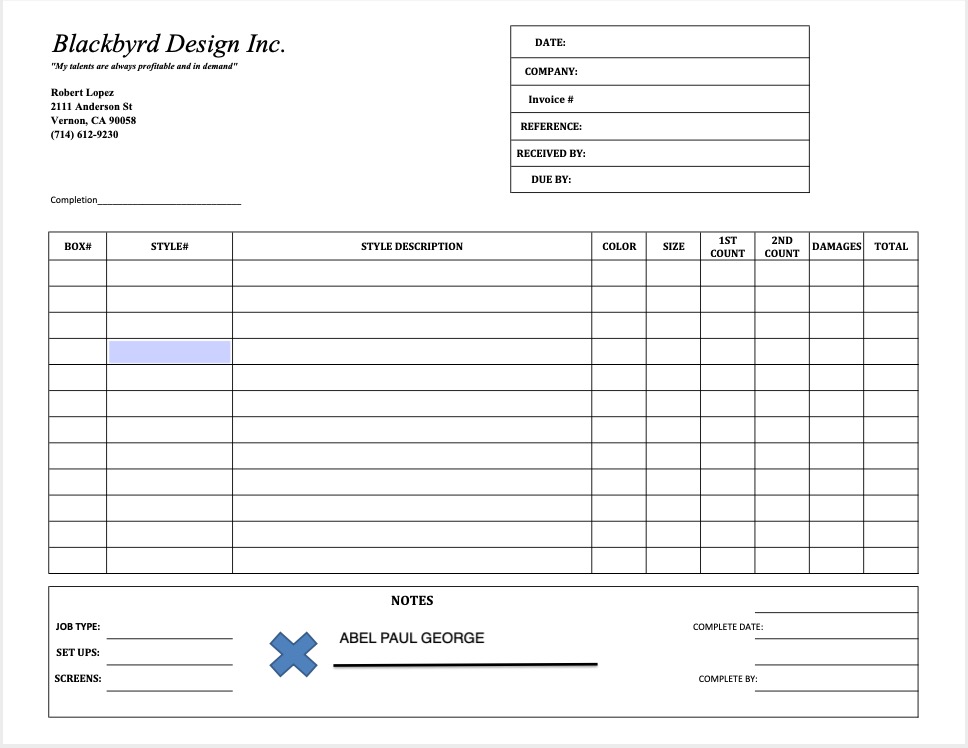 Blackbyrd Design Inc.
"My talents are always profitable and in demand"
Robert Lopez
2111 Anderson St
Vernon, CA 90058
(714) 612-9230
Completion
DATE:
COMPANY:
Invoice #
REFERENCE:
RECEIVED BY:
DUE BY:
BOX# STYLE# STYLE DESCRIPTION COLOR SIZE 1ST COUNT 2ND COUNT DAMAGES TOTAL
NOTES
JOB TYPE:
SET UPS:
SCREENS:
ABEL PAUL GEORGE
COMPLETE DATE:
COMPLETE BY: